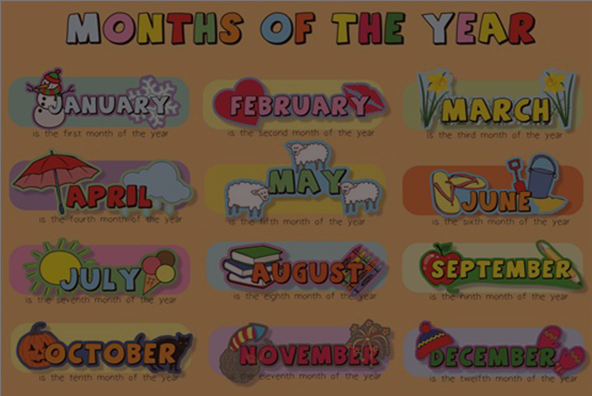 MONTHS OF THE YEAR
JANUARY
is the first month of the year
FEBRUARY
is the second month of the year
MARCH
is the third month of the year
APRIL
is the fourth month of the year
MAY
is the fifth month of the year
JUNE
is the sixth month of the year
JULY
is the seventh month of the year
AUGUST
is the eighth month of the year
SEPTEMBER
is the ninth month of the year
OCTOBER
is the tenth month of the year
NOVEMBER
is the eleventh month of the year
DECEMBER
is the twelfth month of the year